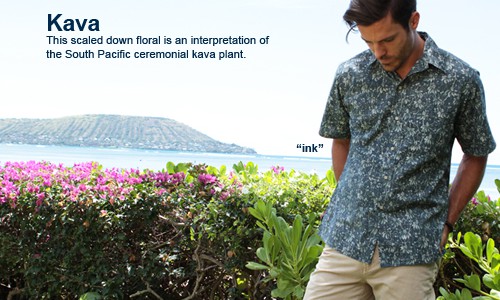 Kava
This scaled down floral is an interpretation of
the South Pacific ceremonial kava plant.
“ink”